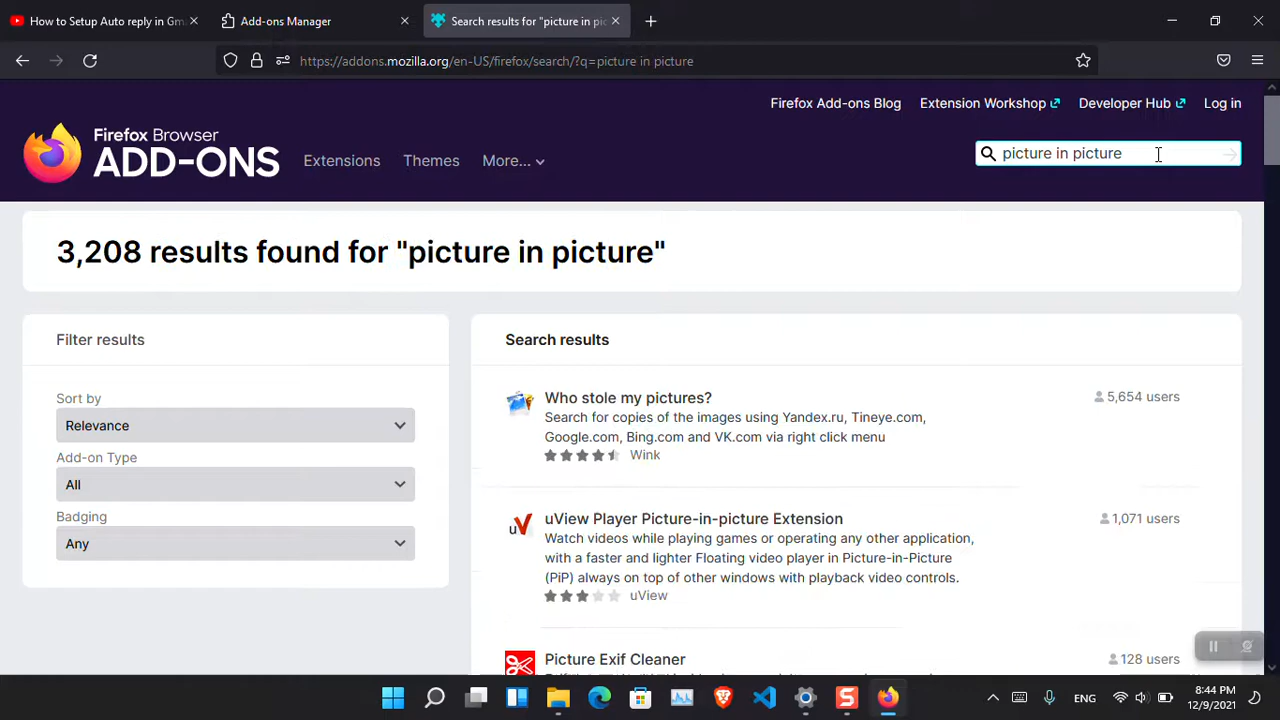 How to Setup Auto reply in Gm
Add-ons Manager
Search results for "picture in pic
https://addons.mozilla.org/en-US/firefox/search/?q=picture in picture
Firefox Add-ons Blog
Extension Workshop
Developer Hub
Log in
Firefox Browser
ADD-ONS
Extensions
Themes
More...
picture in picture
3,208 results found for "picture in picture"
Filter results
Sort by
Relevance
Add-on Type
All
Badging
Any
Search results
Who stole my pictures?
5,654 users
Search for copies of the images using Yandex.ru, Tineye.com,
Google.com, Bing.com and VK.com via right click menu
Wink
uV
uView Player Picture-in-picture Extension
1,071 users
Watch videos while playing games or operating any other application,
with a faster and lighter Floating video player in Picture-in-Picture
(PiP) always on top of other windows with playback video controls.
uView
Picture Exif Cleaner
128 users
S
ENG
8:44 PM
12/9/2021